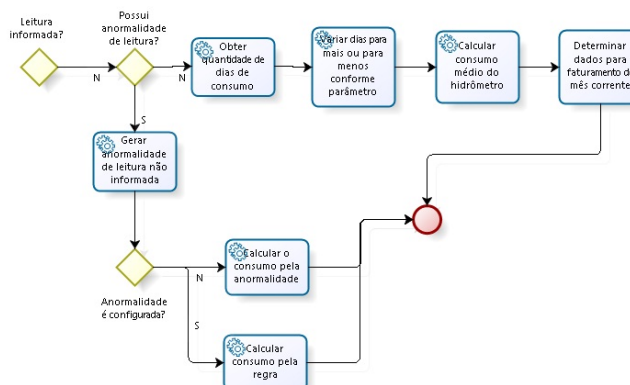 Leitura
informada?
Possui
anormalidade
de leitura?
N
N
Obter
quantidade de
dias de
consumo
Variar dias para
mais ou para
menos
conforme
parâmetro
Calcular
consumo
médio do
hidrômetro
Determinar
dados para
faturamento do
mês corrente
S
Gerar
anormalidade
de leitura não
informada
Anormalidade
é configurada?
N
Calcular o
consumo pela
anormalidade
S
Calcular
consumo pela
regra